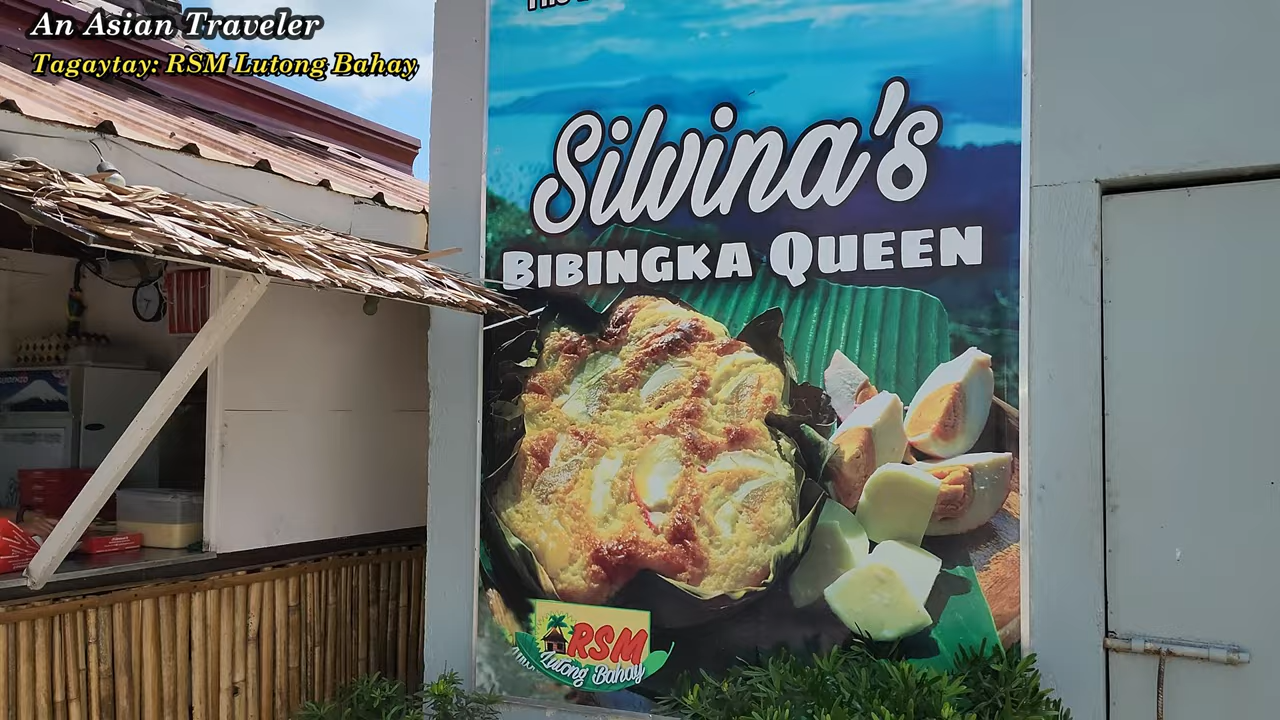 An Asian Traveler
Tagaytay: RSM Lutong Bahay
Silvina's
BIBINGKA QUEEN
RSM
Lutong Bahay